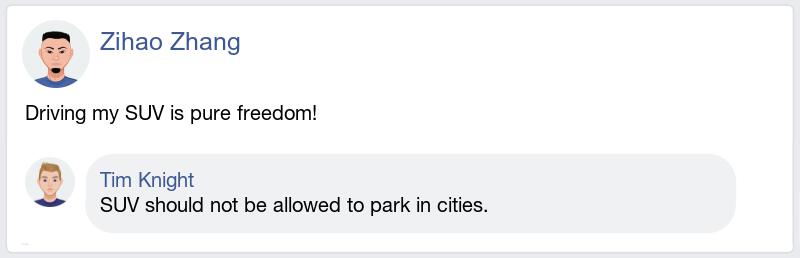 Zihao Zhang
Driving my SUV is pure freedom!
Tim Knight
SUV should not be allowed to park in cities.